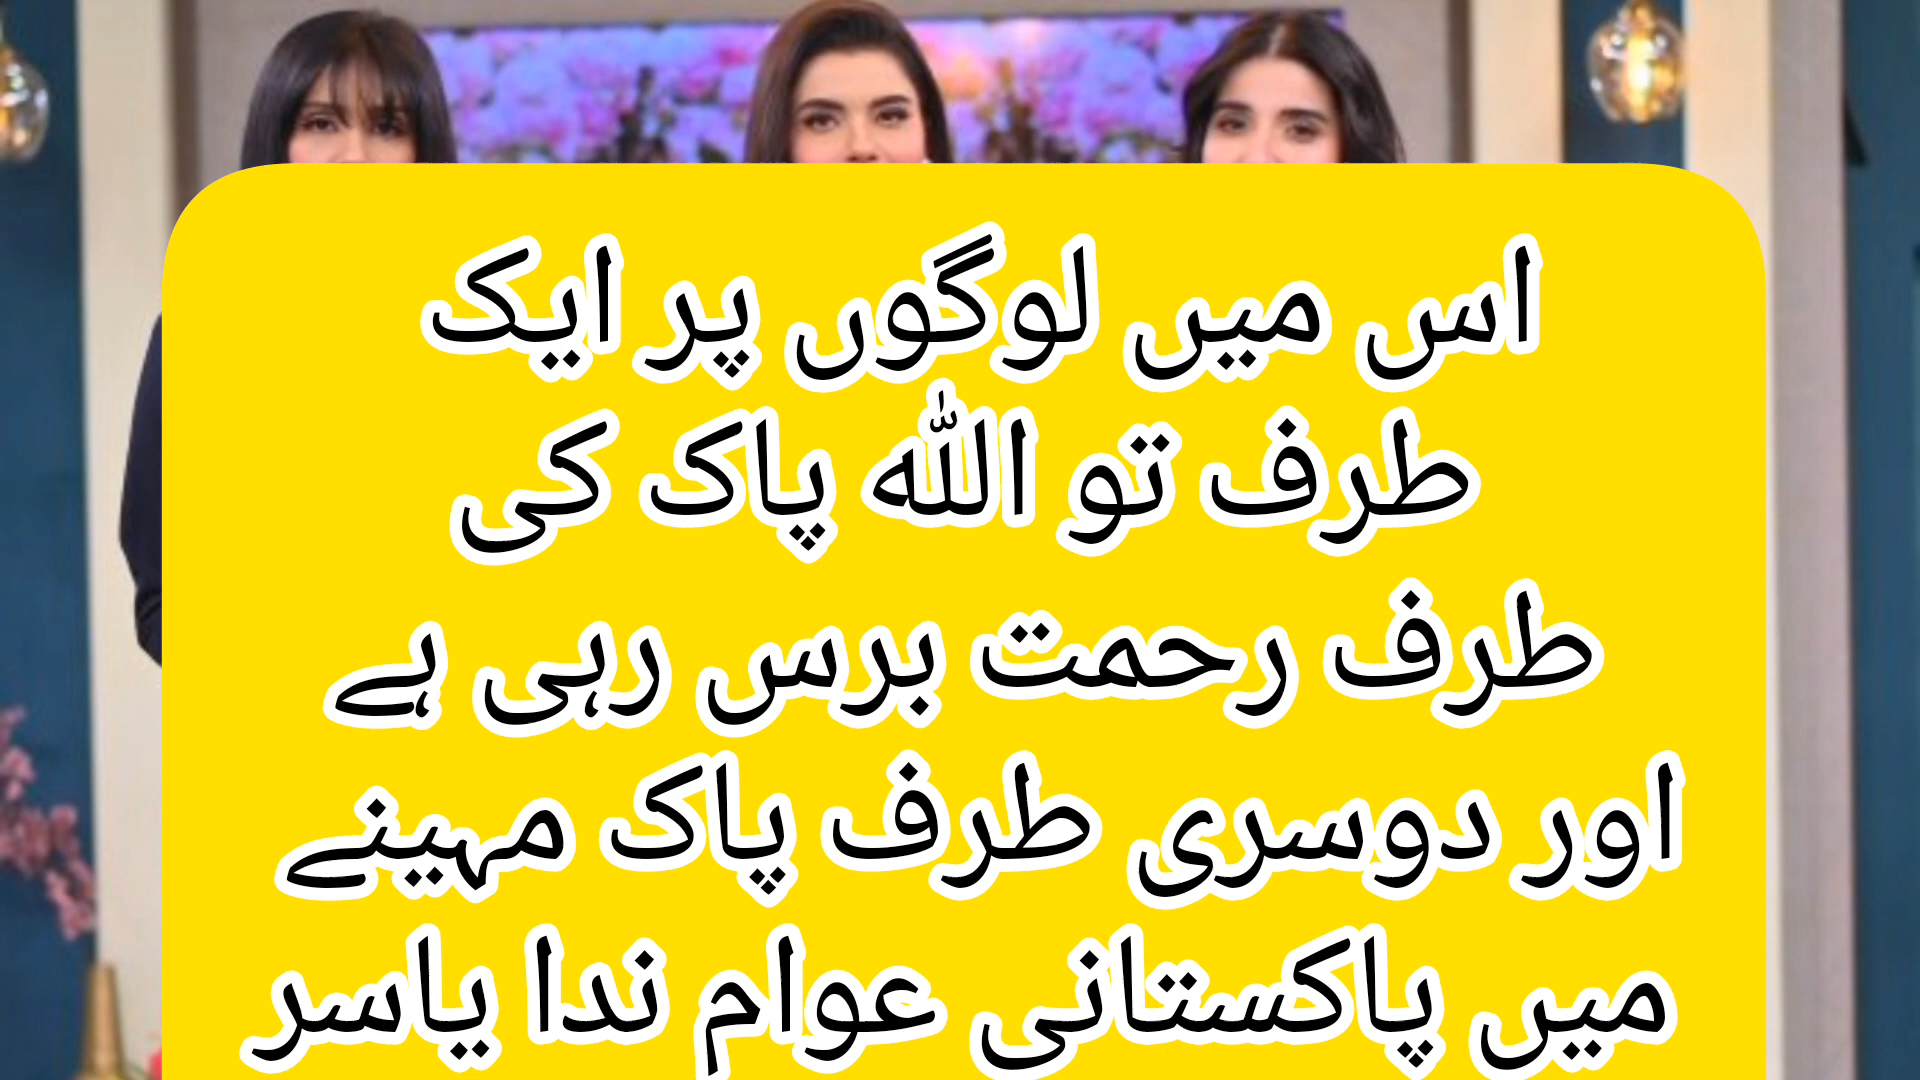 اس میں لوگوں پر ایک
طرف تو اللہ پاک کی
طرف رحمت برس رہی ہے
اور دوسری طرف پاک مہینے
میں پاکستانی عوام ندا یاسر